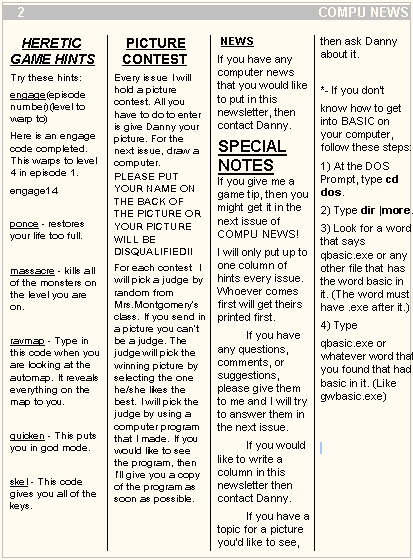 2 COMPU NEWS
HERETIC
GAME HINTS
Try these hints:
engage(episode
number)(level to
warp to)
Here is an engage
code completed.
This warps to level
4 in episode 1.
engage14
ponce - restores
your life too full.
massacre - kills all
of the monsters on
the level you are
on.
ravmap - Type in
this code when you
are looking at the
automap. It reveals
everything on the
map to you.
quicken - This puts
you in god mode.
skel - This code
gives you all of the
keys.
PICTURE
CONTEST
Every issue I will
hold a picture
contest. All you
have to do to enter
is give Danny your
picture. For the
next issue, draw a
computer.
PLEASE PUT
YOUR NAME ON
THE BACK OF
THE PICTURE OR
YOUR PICTURE
WILL BE
DISQUALIFIED!!
For each contest I
will pick a judge by
random from
Mrs.Montgomery's
class. If you send in
a picture you can't
be a judge. The
judge will pick the
winning picture by
selecting the one
he/she likes the
best. I will pick the
judge by using a
computer program
that I made. If you
would like to see
the program, then
I'll give you a copy
of the program as
soon as possible.
NEWS
If you have any
computer news
that you would like
to put in this
newsletter, then
contact Danny.
SPECIAL
NOTES
If you give me a
game tip, then you
might get it in the
next issue of
COMPU NEWS!
I will only put up to
one column of
hints every issue.
Whoever comes
first will get theirs
printed first.
If you have
any questions,
comments, or
suggestions,
please give them
to me and I will try
to answer them in
the next issue.
If you would
like to write a
column in this
newsletter then
contact Danny.
If you have a
topic for a picture
you'd like to see,
then ask Danny
about it.
*- If you don't
know how to get
into BASIC on
your computer,
follow these steps:
1) At the DOS
Prompt, type cd
dos.
2) Type dir |more.
3) Look for a word
that says
qbasic.exe or any
other file that has
the word basic in
it. (The word must
have .exe after it.)
4) Type
qbasic.exe or
whatever word that
you found that had
basic in it. (Like
gwbasic.exe)